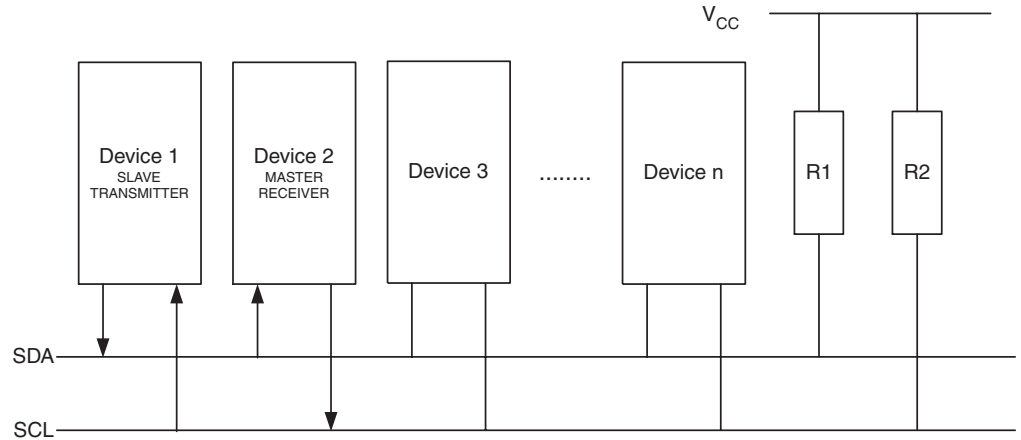 VCC
Device 1
SLAVE
TRANSMITTER
Device 2
MASTER
RECEIVER
Device 3
........
Device n
R1
R2
SDA
SCL